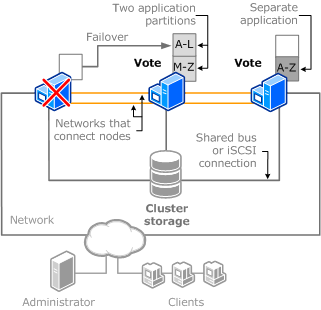 Two application
partitions
Separate
application
Failover
A-L
Vote
M-Z
Vote
A-Z
Networks that
connect nodes
Shared bus
or iSCSI
connection
Cluster
storage
Network
Administrator
Clients